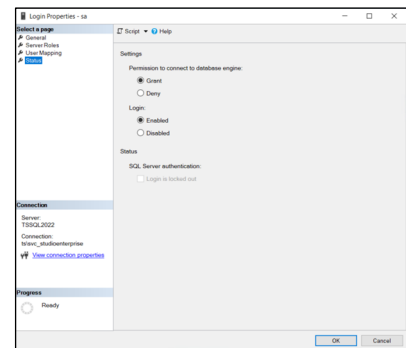 Login Properties - sa
Select a page
General
Server Roles
User Mapping
Status
Script
Help
Settings
Permission to connect to database engine:
Grant
Deny
Login:
Enabled
Disabled
Status
SQL Server authentication:
Login is locked out
Connection
Server:
TSSQL2022
Connection:
ts\svc_studioenterprise
View connection properties
Progress
Ready
OK
Cancel